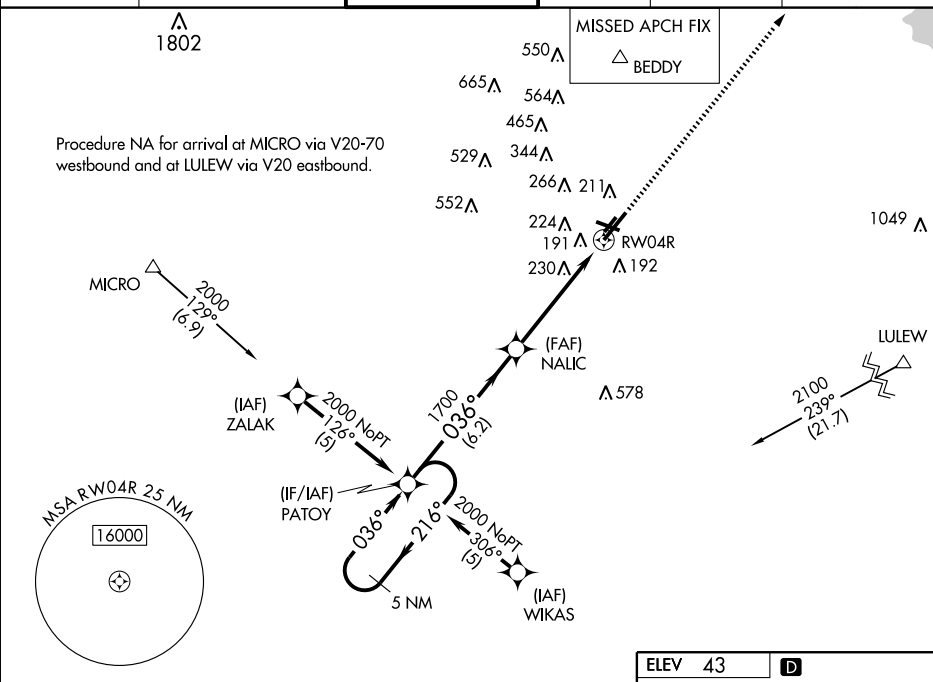 1802
MISSED APCH FIX
BEDDY
550
665
564
465
Procedure NA for arrival at MICRO via V20-70
westbound and at LULEW via V20 eastbound.
529
344
266
211
552
224
191
RW04R
1049
230
192
MICRO
2000
129°
(6.9)
(FAF)
NALIC
LULEW
2100
239°
(21.7)
578
(IAF)
ZALAK
2000 NoPT
126°
(5)
1700
036°
(6.2)
(IF/IAF)
PATOY
036°
216°
2000 NoPT
306°
(5)
5 NM
(IAF)
WIKAS
MSA RW04R 25 NM
16000
ELEV 43
D